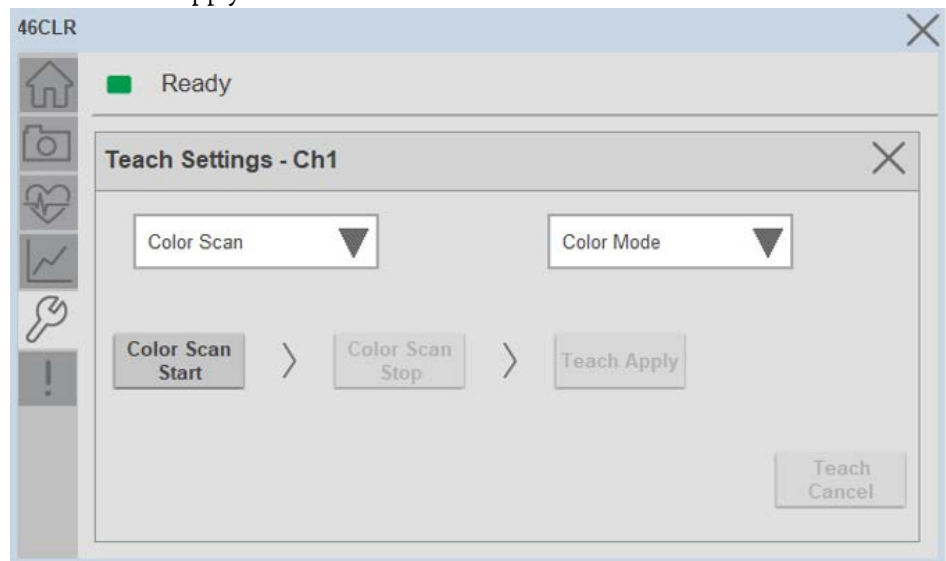 46CLR
Ready
Teach Settings - Ch1
Color Scan
Color Mode
Color Scan
Start
Color Scan
Stop
Teach Apply
Teach
Cancel